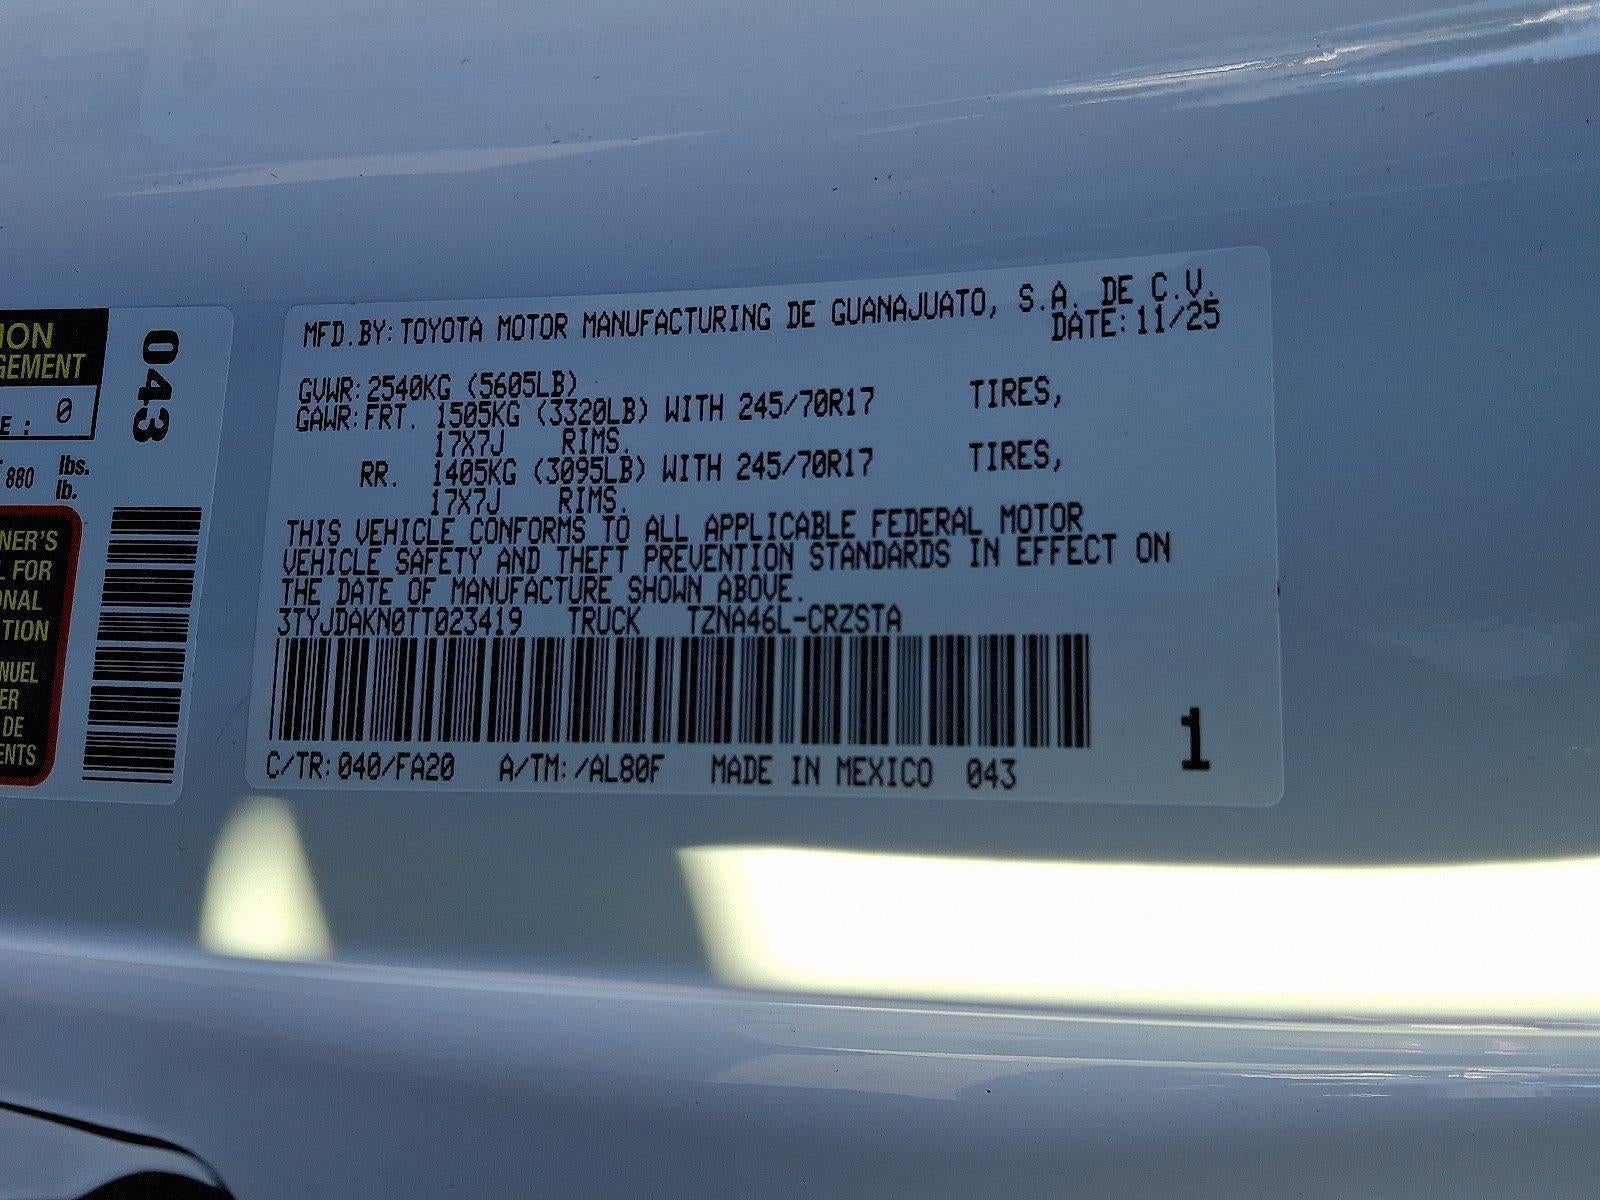 ION
GEMENT
E: 0
880 lbs.
lb.
NER'S
L FOR
ONAL
TION
NUEL
ER
DE
ENTS
043
MFD.BY:TOYOTA MOTOR MANUFACTURING DE GUANAJUATO, S.A. DE C.V.
DATE:11/25
GVWR:2540KG (5605LB)
GAWR:FRT. 1505KG (3320LB) WITH 245/70R17 TIRES,
17X7J RIMS.
RR. 1405KG (3095LB) WITH 245/70R17 TIRES,
17X7J RIMS.
THIS VEHICLE CONFORMS TO ALL APPLICABLE FEDERAL MOTOR
VEHICLE SAFETY AND THEFT PREVENTION STANDARDS IN EFFECT ON
THE DATE OF MANUFACTURE SHOWN ABOVE.
3TYJDAKN0TT023419 TRUCK TZNA46L-CRZSTA
1
C/TR:040/FA20 A/TM:/AL80F MADE IN MEXICO 043